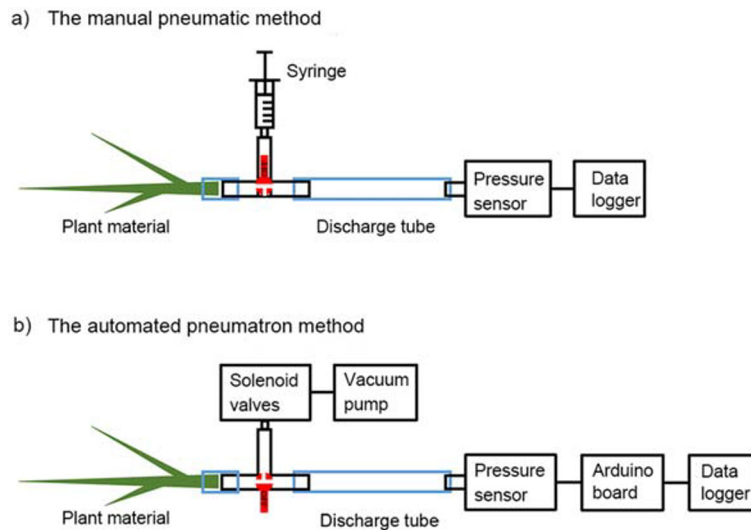 a) The manual pneumatic method
Syringe
Plant material
Discharge tube
Pressure
sensor
Data
logger
b) The automated pneumatron method
Solenoid
valves
Vacuum
pump
Plant material
Discharge tube
Pressure
sensor
Arduino
board
Data
logger